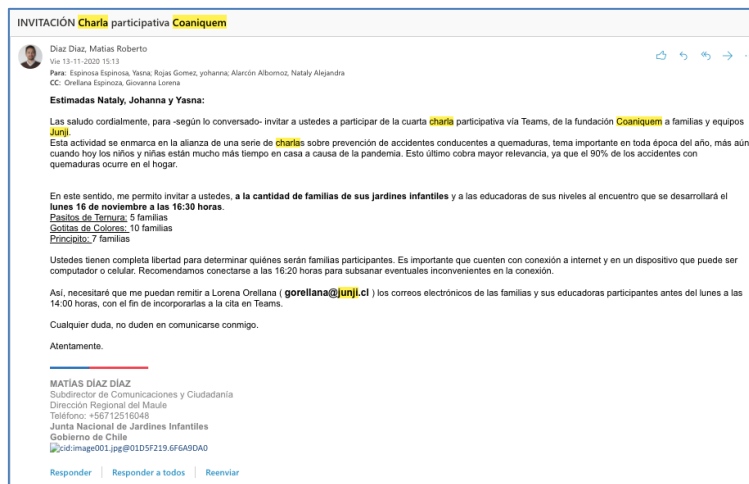 INVITACIÓN Charla participativa Coaniquem
Diaz Diaz, Matias Roberto
Vie 13-11-2020 15:13
Para: Espinosa Espinosa, Yasna; Rojas Gomez, yohanna; Alarcón Albornoz, Nataly Alejandra
CC: Orellana Espinoza, Giovanna Lorena
Estimadas Nataly, Johanna y Yasna:
Las saludo cordialmente, para -según lo conversado- invitar a ustedes a participar de la cuarta charla participativa vía Teams, de la fundación Coaniquem a familias y equipos
Junji.
Esta actividad se enmarca en la alianza de una serie de charlas sobre prevención de accidentes conducentes a quemaduras, tema importante en toda época del año, más aún
cuando hoy los niños y niñas están mucho más tiempo en casa a causa de la pandemia. Esto último cobra mayor relevancia, ya que el 90% de los accidentes con
quemaduras ocurre en el hogar.
En este sentido, me permito invitar a ustedes, a la cantidad de familias de sus jardines infantiles y a las educadoras de sus niveles al encuentro que se desarrollará el
lunes 16 de noviembre a las 16:30 horas.
Pasitos de Ternura: 5 familias
Gotitas de Colores: 10 familias
Principito: 7 familias
Ustedes tienen completa libertad para determinar quiénes serán familias participantes. Es importante que cuenten con conexión a internet y en un dispositivo que puede ser
computador o celular. Recomendamos conectarse a las 16:20 horas para subsanar eventuales inconvenientes en la conexión.
Así, necesitaré que me puedan remitir a Lorena Orellana ( gorellana@junji.cl ) los correos electrónicos de las familias y sus educadoras participantes antes del lunes a las
14:00 horas, con el fin de incorporarlas a la cita en Teams.
Cualquier duda, no duden en comunicarse conmigo.
Atentamente.
MATÍAS DÍAZ DÍAZ
Subdirector de Comunicaciones y Ciudadanía
Dirección Regional del Maule
Teléfono: +56712516048
Junta Nacional de Jardines Infantiles
Gobierno de Chile
cid:image001.jpg@01D5F219.6F6A9DA0
Responder Responder a todos Reenviar